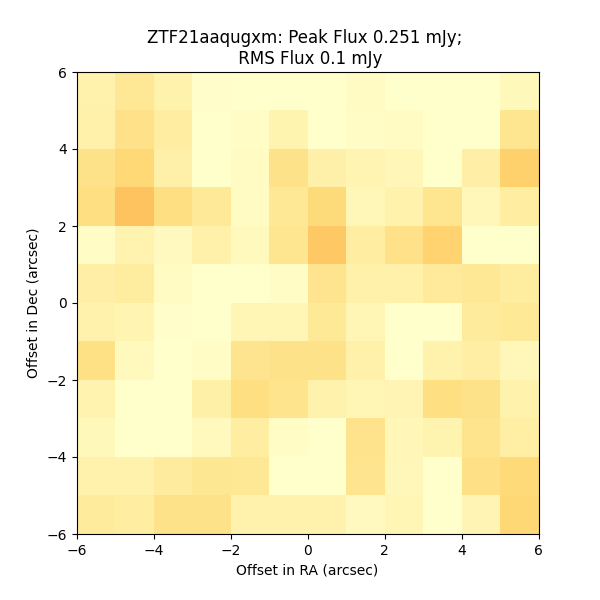 ZTF21aaqugxm: Peak Flux 0.251 mJy;
RMS Flux 0.1 mJy
6
4
2
0
−2
−4
−6
Offset in Dec (arcsec)
−6 −4 −2 0 2 4 6
Offset in RA (arcsec)